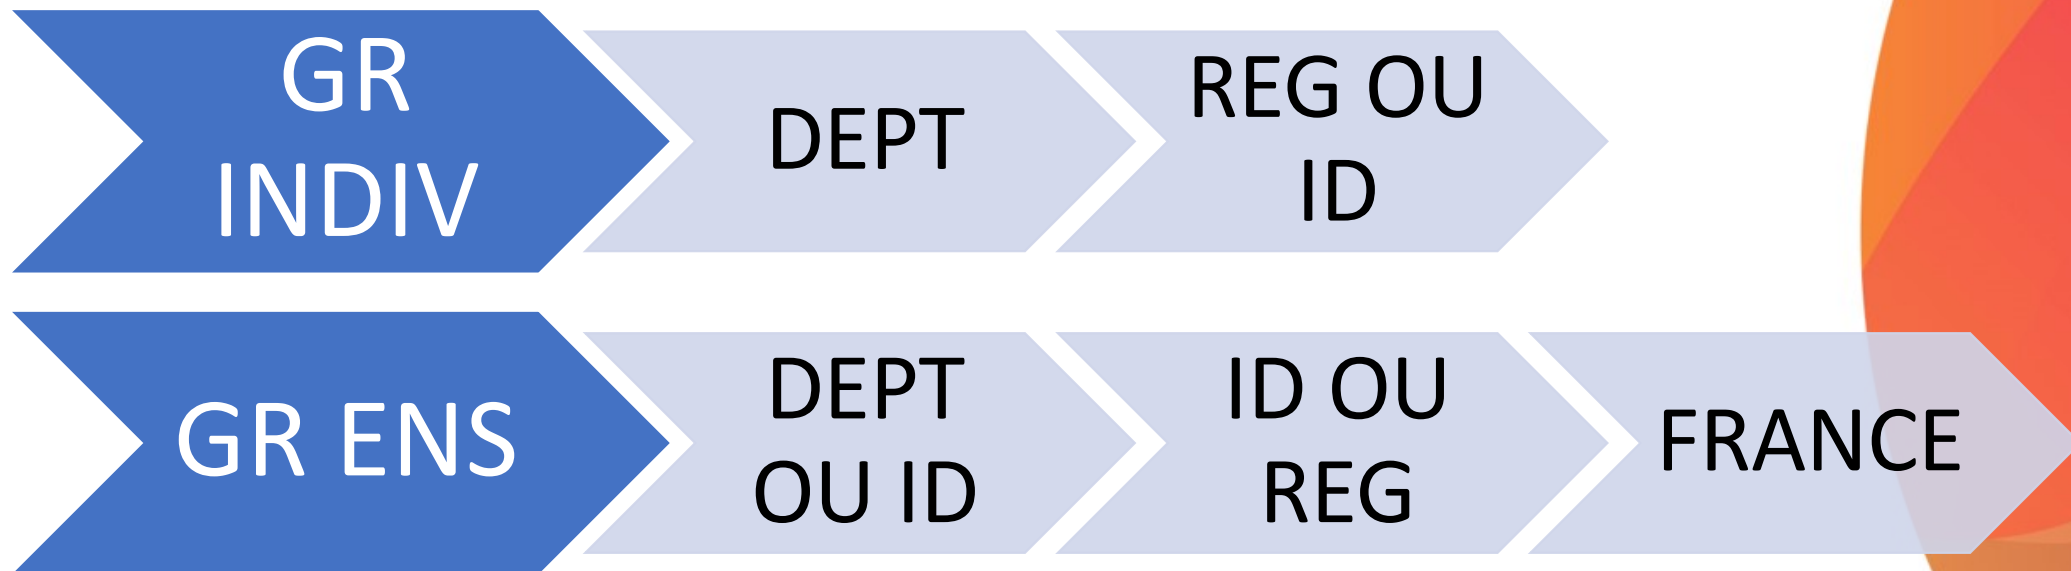 GR
INDIV
DEPT
REG OU
ID
GR ENS
DEPT
OU ID
ID OU
REG
FRANCE